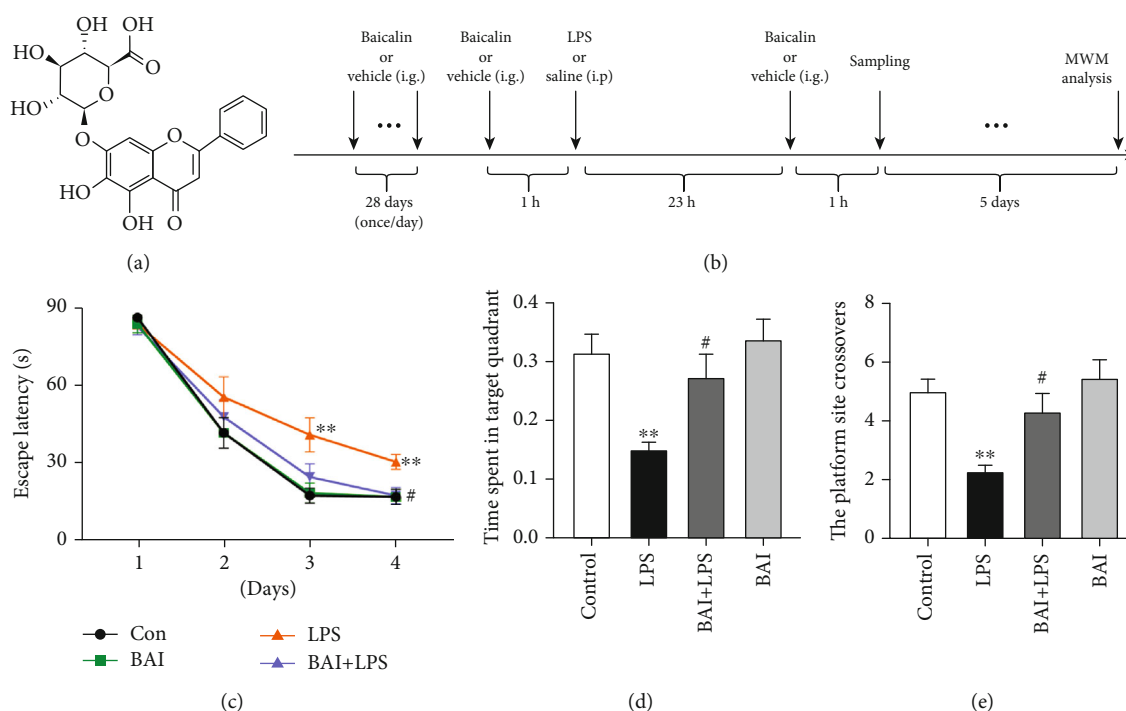 (a)
OH
HO
HO
O
HO
O
O
O
HO
OH
O
Baicalin
or
vehicle (i.g.)
...
Baicalin
or
vehicle (i.g.)
LPS
or
saline (i.p)
Baicalin
or
vehicle (i.g.)
Sampling
...
MWM
analysis
28 days
(once/day)
1 h
23 h
1 h
5 days
(b)
90
60
30
0
Escape latency (s)
**
**
#
1 2 3 4
(Days)
Con
BAI
LPS
BAI+LPS
(c)
0.4
0.3
0.2
0.1
0.0
Time spent in target quadrant
**
#
Control
LPS
BAI+LPS
BAI
(d)
8
6
4
2
0
The platform site crossovers
**
#
Control
LPS
BAI+LPS
BAI
(e)